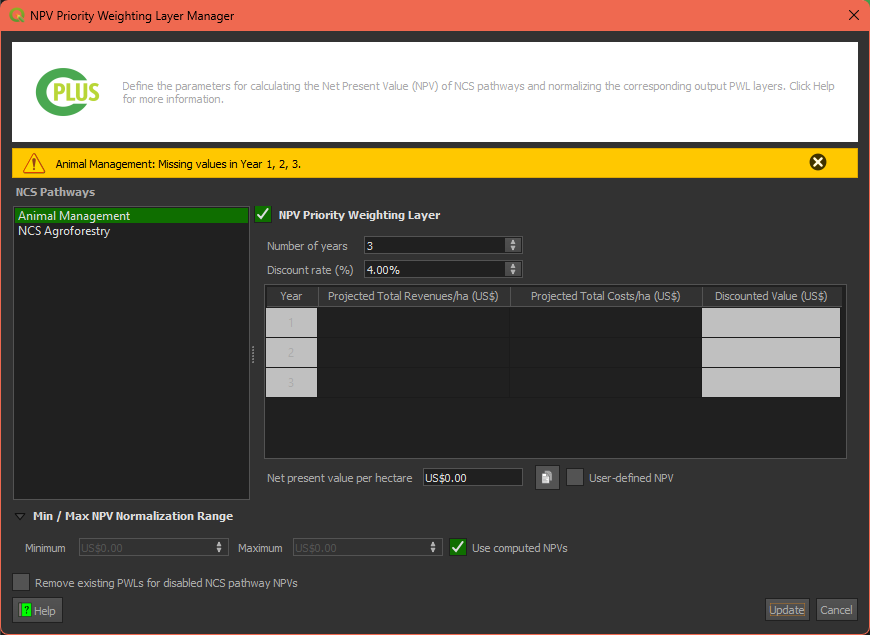 NPV Priority Weighting Layer Manager
CPLUS
Define the parameters for calculating the Net Present Value (NPV) of NCS pathways and normalizing the corresponding output PWL layers. Click Help
for more information.
Animal Management: Missing values in Year 1, 2, 3.
NCS Pathways
Animal Management
NCS Agroforestry
NPV Priority Weighting Layer
Number of years 3
Discount rate (%) 4.00%
Year Projected Total Revenues/ha (US$) Projected Total Costs/ha (US$) Discounted Value (US$)
1
2
3
Net present value per hectare US$0.00 User-defined NPV
Min / Max NPV Normalization Range
Minimum US$0.00 Maximum US$0.00 Use computed NPVs
Remove existing PWLs for disabled NCS pathway NPVs
? Help Update Cancel